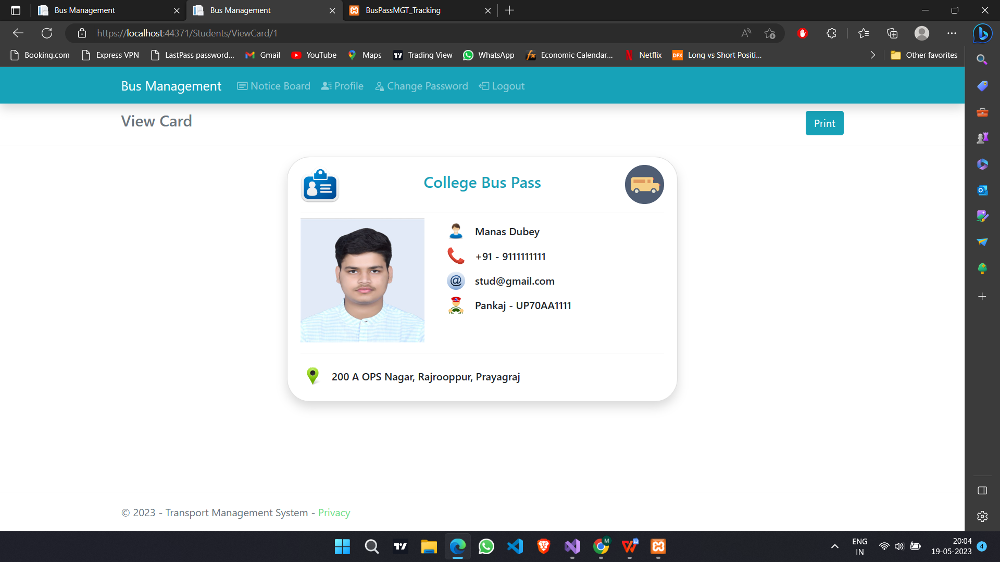 Bus Management
Bus Management
BusPassMGT_Tracking
https://localhost:44371/Students/ViewCard/1
Booking.com
Express VPN
LastPass password...
Gmail
YouTube
Maps
Trading View
WhatsApp
Economic Calendar...
Netflix
DFX
Long vs Short Positi...
Other favorites
Bus Management
Notice Board
Profile
Change Password
Logout
View Card
Print
College Bus Pass
Manas Dubey
+91 - 9111111111
stud@gmail.com
Pankaj - UP70AA1111
200 A OPS Nagar, Rajrooppur, Prayagraj
© 2023 - Transport Management System - Privacy
M
ENG
IN
20:04
19-05-2023
4